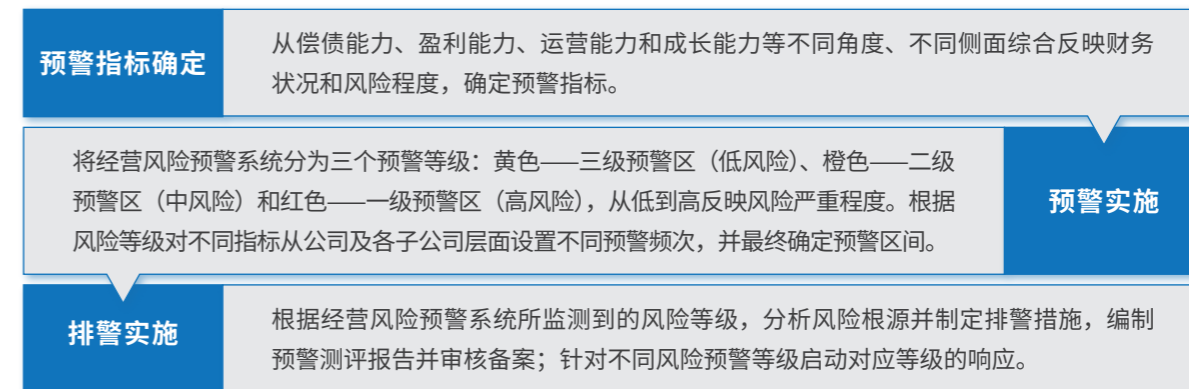 预警指标确定
从偿债能力、盈利能力、运营能力和成长能力等不同角度、不同侧面综合反映财务
状况和风险程度，确定预警指标。
将经营风险预警系统分为三个预警等级：黄色——三级预警区（低风险）、橙色——二级
预警区（中风险）和红色——一级预警区（高风险），从低到高反映风险严重程度。根据
风险等级对不同指标从公司及各子公司层面设置不同预警频次，并最终确定预警区间。
预警实施
排警实施
根据经营风险预警系统所监测到的风险等级，分析风险根源并制定排警措施，编制
预警测评报告并审核备案；针对不同风险预警等级启动对应等级的响应。